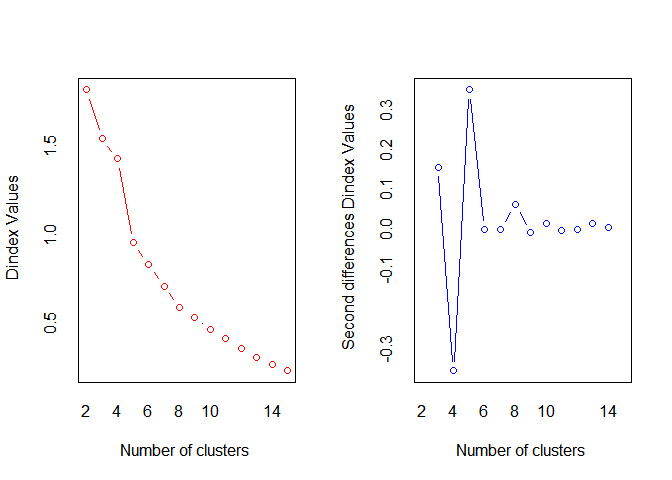 Dindex Values
1.5
1.0
0.5
2 4 6 8 10 14
Number of clusters
Second differences Dindex Values
0.3
0.2
0.1
0.0
-0.1
-0.3
2 4 6 8 10 14
Number of clusters